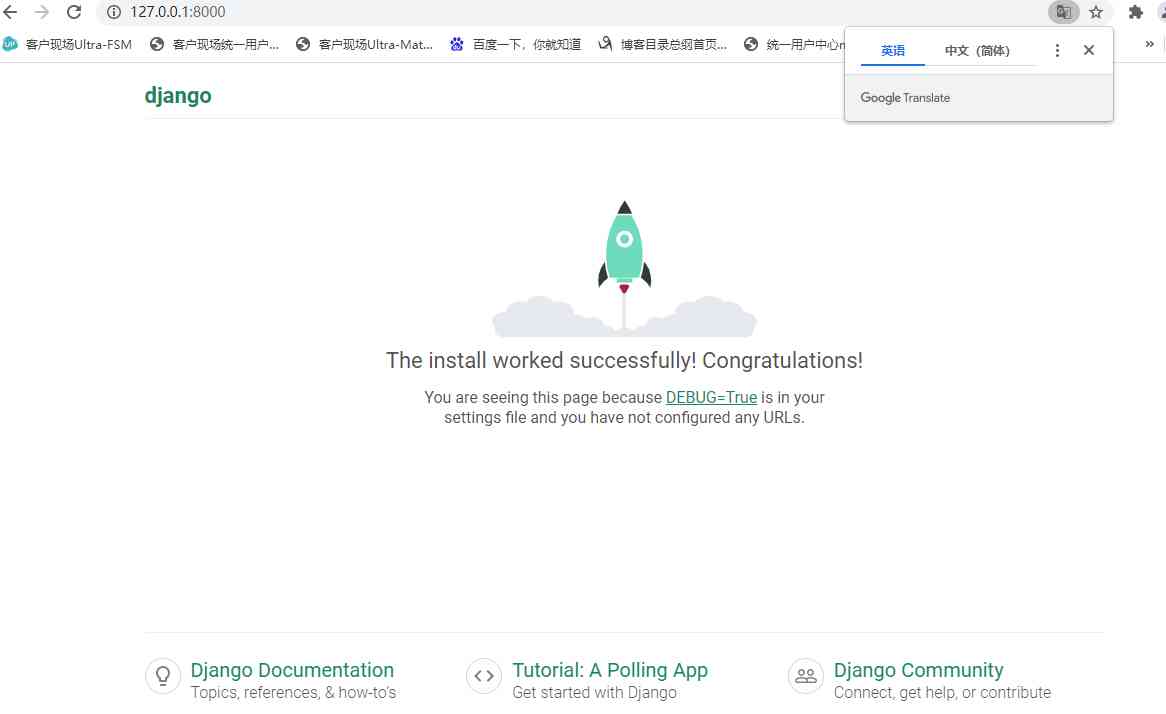 127.0.0.1:8000
客户现场Ultra-FSM
客户现场统一用户...
客户现场Ultra-Mat...
百度一下，你就知道
博客目录总纲首页...
统一用户中心
»
英语
中文（简体）
Google Translate
django
The install worked successfully! Congratulations!
You are seeing this page because DEBUG=True is in your
settings file and you have not configured any URLs.
Django Documentation
Topics, references, & how-to's
Tutorial: A Polling App
Get started with Django
Django Community
Connect, get help, or contribute